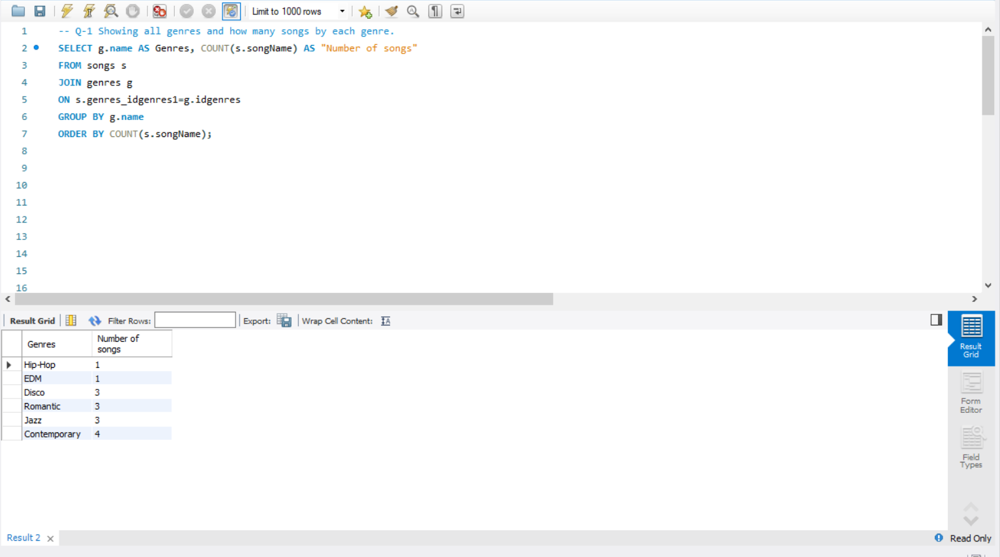 Limit to 1000 rows
1 -- Q-1 Showing all genres and how many songs by each genre.
2 SELECT g.name AS Genres, COUNT(s.songName) AS "Number of songs"
3 FROM songs s
4 JOIN genres g
5 ON s.genres_idgenres1=g.idgenres
6 GROUP BY g.name
7 ORDER BY COUNT(s.songName);
8
9
10
11
12
13
14
15
16
Result Grid Filter Rows: Export: Wrap Cell Content: IA
Genres Number of songs
Hip-Hop 1
EDM 1
Disco 3
Romantic 3
Jazz 3
Contemporary 4
Result
Grid
Form
Editor
Field
Types
Result 2 Read Only